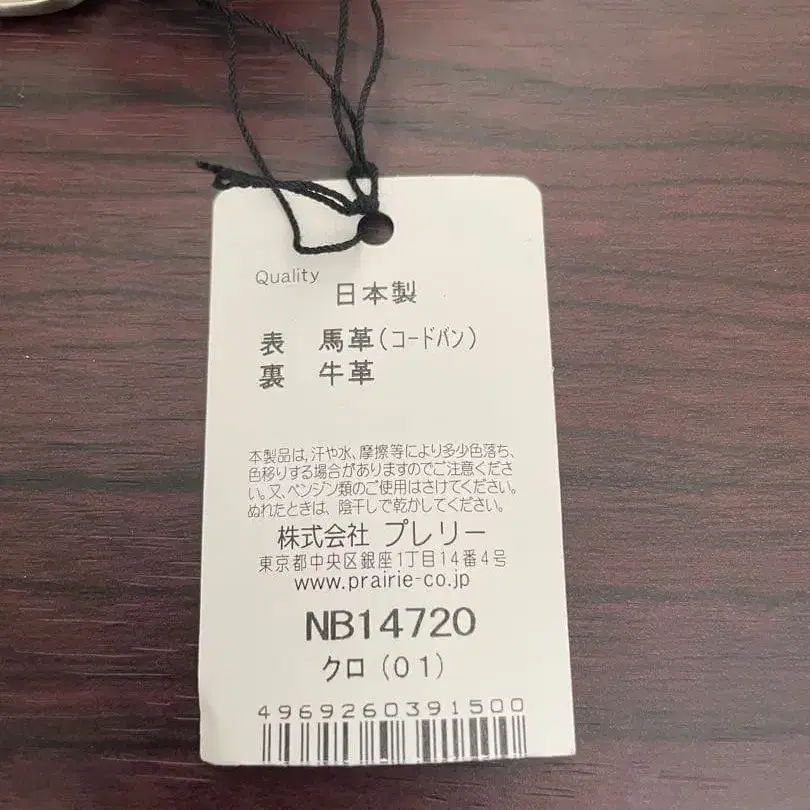 Quality
日本製
表 馬革(コードバン)
裏 牛革
本製品は、汗や水、摩擦等により多少色落ち、
色移りする場合がありますのでご注意くださ
い。又、ベンジン類のご使用はさけてください。
ぬれたときは、陰干しで乾かしてください。
株式会社 プレリー
東京都中央区銀座1丁目14番4号
www.prairie-co.jp
NB14720
クロ(01)
4969260391500